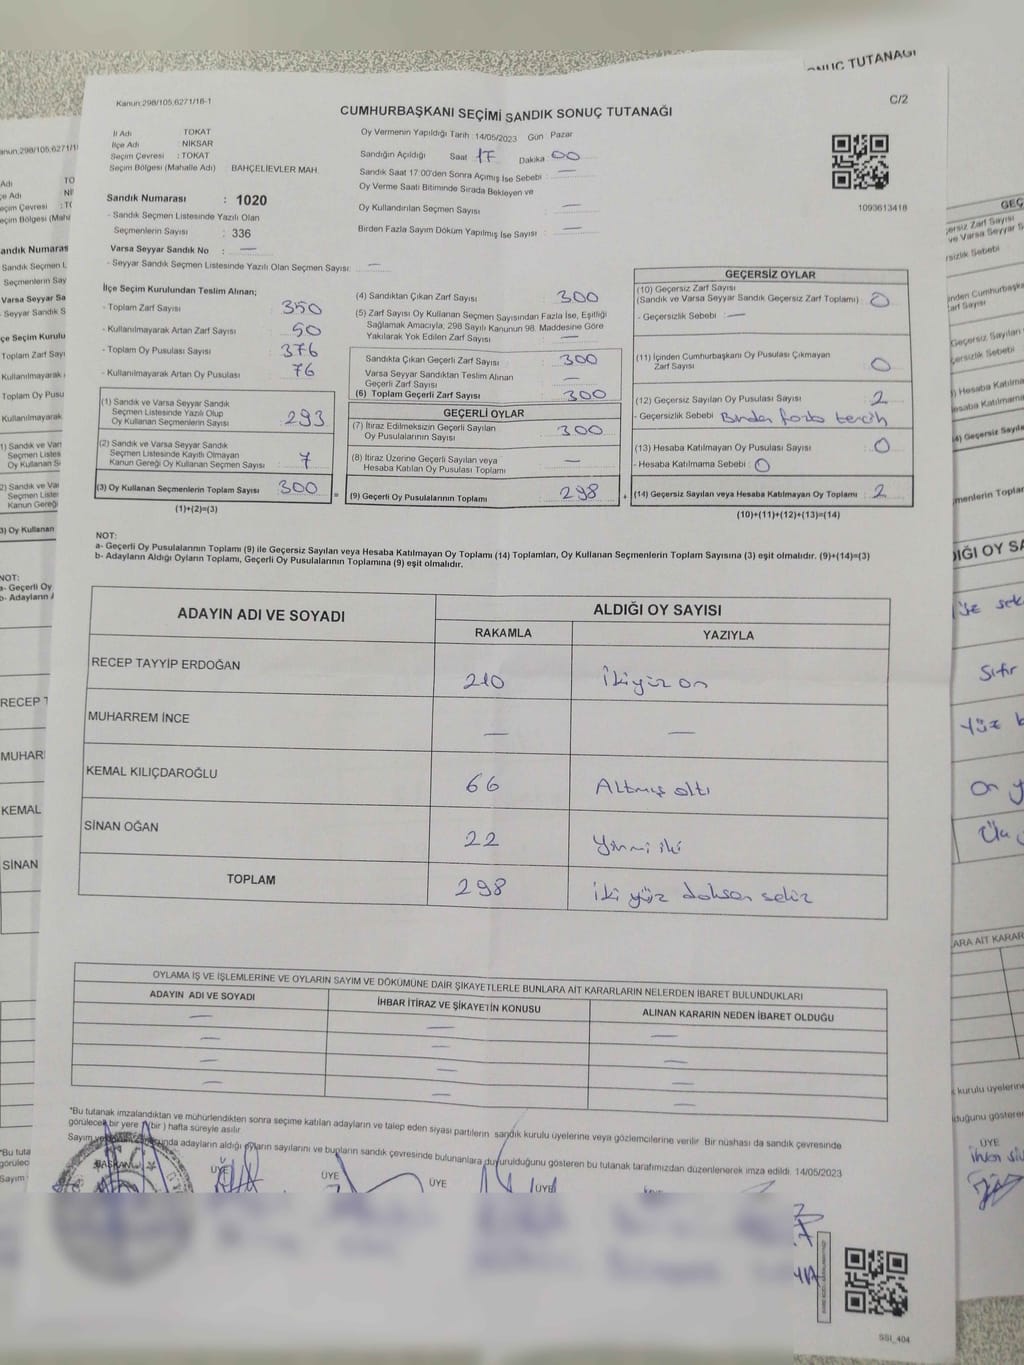 ONUÇ TUTANAĞI
Kanun:298/105,6271/16-1
C/2
CUMHURBAŞKANI SEÇİMİ SANDIK SONUÇ TUTANAĞI
İl Adı TOKAT
İlçe Adı : NİKSAR
Seçim Çevresi : TOKAT
Seçim Bölgesi (Mahalle Adı) BAHÇELİEVLER MAH.
Sandık Numarası : 1020
- Sandık Seçmen Listesinde Yazılı Olan
Seçmenlerin Sayısı : 336
Varsa Seyyar Sandık No : —
- Seyyar Sandık Seçmen Listesinde Yazılı Olan Seçmen Sayısı: —
Oy Vermenin Yapıldığı Tarih : 14/05/2023 Gün Pazar
Sandığın Açıldığı Saat 17 Dakika 00
Sandık Saat 17:00'den Sonra Açılmış İse Sebebi : —
Oy Verme Saati Bitiminde Sırada Bekleyen ve
Oy Kullandırılan Seçmen Sayısı : —
Birden Fazla Sayım Döküm Yapılmış İse Sayısı : —
1093613418
İlçe Seçim Kurulundan Teslim Alınan;
- Toplam Zarf Sayısı : 350
- Kullanılmayarak Artan Zarf Sayısı : 50
- Toplam Oy Pusulası Sayısı : 376
- Kullanılmayarak Artan Oy Pusulası : 76
(1) Sandık ve Varsa Seyyar Sandık
Seçmen Listesinde Yazılı Olup
Oy Kullanan Seçmenlerin Sayısı : 293
(2) Sandık ve Varsa Seyyar Sandık
Seçmen Listesinde Kayıtlı Olmayan
Kanun Gereği Oy Kullanan Seçmen Sayısı : 7
(3) Oy Kullanan Seçmenlerin Toplam Sayısı : 300
(1)+(2)=(3)
(4) Sandıktan Çıkan Zarf Sayısı : 300
(5) Zarf Sayısı Oy Kullanan Seçmen Sayısından Fazla İse, Eşitliği
Sağlamak Amacıyla; 298 Sayılı Kanunun 98. Maddesine Göre
Yakılarak Yok Edilen Zarf Sayısı : —
Sandıkta Çıkan Geçerli Zarf Sayısı : 300
Varsa Seyyar Sandıktan Teslim Alınan
Geçerli Zarf Sayısı : —
(6) Toplam Geçerli Zarf Sayısı : 300
GEÇERLİ OYLAR
(7) İtiraz Edilmeksizin Geçerli Sayılan
Oy Pusulalarının Sayısı : 300
(8) İtiraz Üzerine Geçerli Sayılan veya
Hesaba Katılan Oy Pusulası Toplamı : —
(9) Geçerli Oy Pusulalarının Toplamı : 298
GEÇERSİZ OYLAR
(10) Geçersiz Zarf Sayısı
(Sandık ve Varsa Seyyar Sandık Geçersiz Zarf Toplamı) : 0
- Geçersizlik Sebebi : —
(11) İçinden Cumhurbaşkanı Oy Pusulası Çıkmayan
Zarf Sayısı : 0
(12) Geçersiz Sayılan Oy Pusulası Sayısı : 2
- Geçersizlik Sebebi Birden fazla tercih
(13) Hesaba Katılmayan Oy Pusulası Sayısı : 0
- Hesaba Katılmama Sebebi : 0
(14) Geçersiz Sayılan veya Hesaba Katılmayan Oy Toplamı : 2
(10)+(11)+(12)+(13)=(14)
NOT:
a- Geçerli Oy Pusulalarının Toplamı (9) ile Geçersiz Sayılan veya Hesaba Katılmayan Oy Toplamı (14) Toplamları, Oy Kullanan Seçmenlerin Toplam Sayısına (3) eşit olmalıdır. (9)+(14)=(3)
b- Adayların Aldığı Oyların Toplamı, Geçerli Oy Pusulalarının Toplamına (9) eşit olmalıdır.
ADAYIN ADI VE SOYADI ALDIĞI OY SAYISI
RAKAMLA YAZIYLA
RECEP TAYYİP ERDOĞAN 210 İkiyüz on
MUHARREM İNCE — —
KEMAL KILIÇDAROĞLU 66 Altmış altı
SİNAN OĞAN 22 Yirmi iki
TOPLAM 298 iki yüz doksan sekiz
OYLAMA İŞ VE İŞLEMLERİNE VE OYLARIN SAYIM VE DÖKÜMÜNE DAİR ŞİKAYETLERLE BUNLARA AİT KARARLARIN NELERDEN İBARET BULUNDUKLARI
ADAYIN ADI VE SOYADI İHBAR İTİRAZ VE ŞİKAYETİN KONUSU ALINAN KARARIN NEDEN İBARET OLDUĞU
— — —
— — —
— — —
— — —
*Bu tutanak imzalandıktan ve mühürlendikten sonra seçime katılan adayların ve talep eden siyasi partilerin sandık kurulu üyelerine veya gözlemcilerine verilir. Bir nüshası da sandık çevresinde
görülecek bir yere 1 (bir ) hafta süreyle asılır.
adayların aldığı oyların sayılarını ve bunların sandık çevresinde bulunanlara duyurulduğunu gösteren bu tutanak tarafımızdan düzenlenerek imza edildi. 14/05/2023
BAŞKAN ÜYE ÜYE ÜYE ÜYE
SSI_404